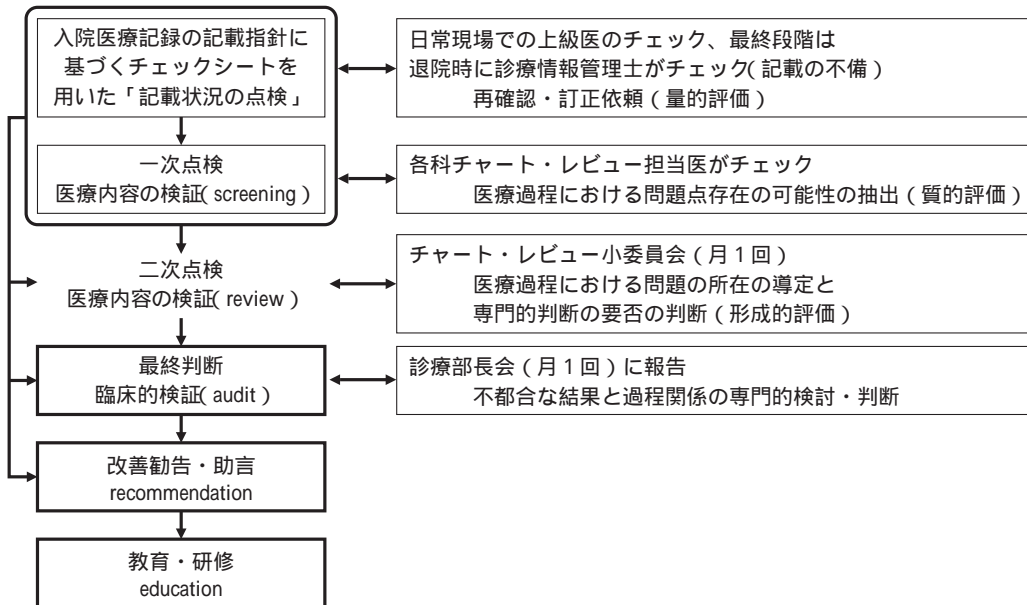 入院医療記録の記載指針に
基づくチェックシートを
用いた「記載状況の点検」
日常現場での上級医のチェック、最終段階は
退院時に診療情報管理士がチェック(記載の不備)
再確認・訂正依頼(量的評価)
一次点検
医療内容の検証(screening)
各科チャート・レビュー担当医がチェック
医療過程における問題点存在の可能性の抽出(質的評価)
二次点検
医療内容の検証(review)
チャート・レビュー小委員会(月1回)
医療過程における問題の所在の導定と
専門的判断の要否の判断(形成的評価)
最終判断
臨床的検証(audit)
診療部長会(月1回)に報告
不都合な結果と過程関係の専門的検討・判断
改善勧告・助言
recommendation
教育・研修
education